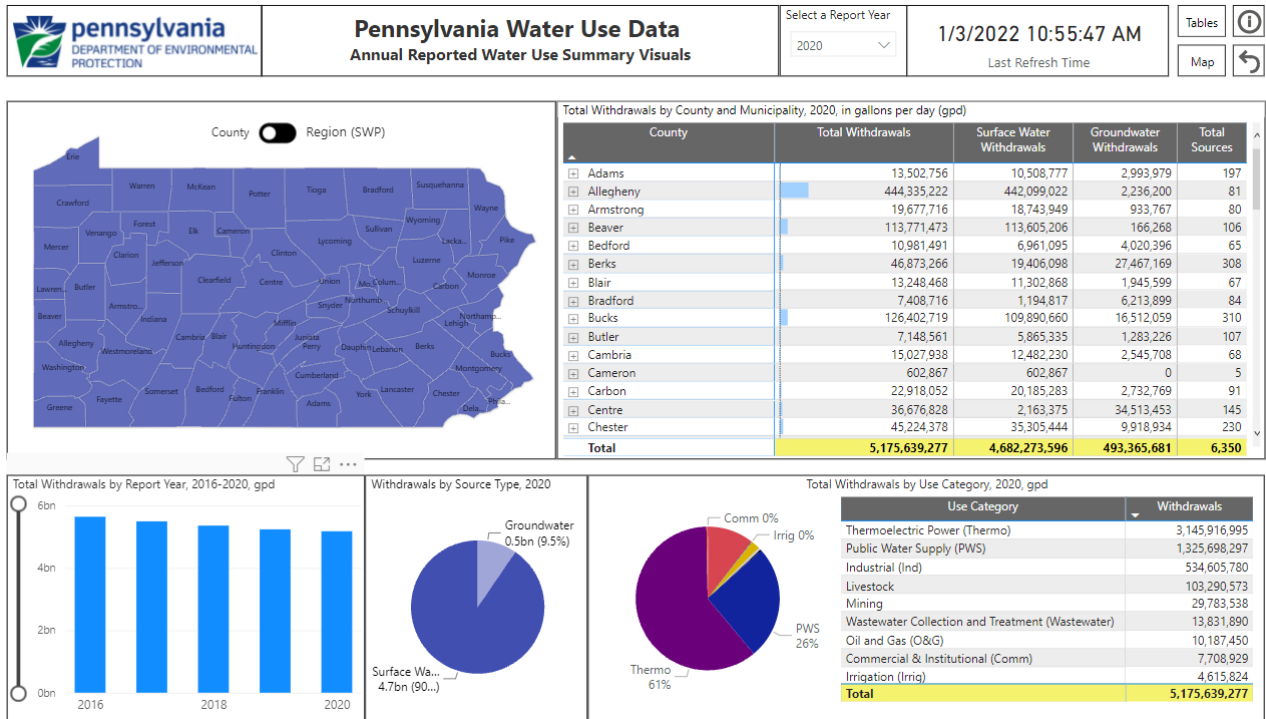 pennsylvania
DEPARTMENT OF ENVIRONMENTAL
PROTECTION
Pennsylvania Water Use Data
Annual Reported Water Use Summary Visuals
Select a Report Year
2020
1/3/2022 10:55:47 AM
Last Refresh Time
Tables
Map
County Region (SWP)
Erie
Warren McKean Potter Tioga Bradford Susquehanna
Crawford Wayne
Forest Elk Cameron Sullivan Wyoming
Venango Lycoming Lacka... Pike
Mercer Clarion Jefferson Clinton Luzerne
Clearfield Centre Union Mo... Colum... Carbon Monroe
Lawren... Butler
Armstro... Snyder Northumb... Schuylkill
Beaver Indiana Mifflin Lehigh Northamp...
Allegheny Westmoreland Cambria Blair Huntingdon Juniata Perry Dauphin Lebanon Berks Bucks
Washington Cumberland Montgomery
Greene Fayette Somerset Bedford Fulton Franklin Adams York Lancaster Chester Dela... Phila...
Total Withdrawals by County and Municipality, 2020, in gallons per day (gpd)
County Total Withdrawals Surface Water Withdrawals Groundwater Withdrawals Total Sources
Adams 13,502,756 10,508,777 2,993,979 197
Allegheny 444,335,222 442,099,022 2,236,200 81
Armstrong 19,677,716 18,743,949 933,767 80
Beaver 113,771,473 113,605,206 166,268 106
Bedford 10,981,491 6,961,095 4,020,396 65
Berks 46,873,266 19,406,098 27,467,169 308
Blair 13,248,468 11,302,868 1,945,599 67
Bradford 7,408,716 1,194,817 6,213,899 84
Bucks 126,402,719 109,890,660 16,512,059 310
Butler 7,148,561 5,865,335 1,283,226 107
Cambria 15,027,938 12,482,230 2,545,708 68
Cameron 602,867 602,867 0 5
Carbon 22,918,052 20,185,283 2,732,769 91
Centre 36,676,828 2,163,375 34,513,453 145
Chester 45,224,378 35,305,444 9,918,934 230
Total 5,175,639,277 4,682,273,596 493,365,681 6,350
Total Withdrawals by Report Year, 2016-2020, gpd
6bn
4bn
2bn
0bn
2016 2018 2020
Withdrawals by Source Type, 2020
Groundwater
0.5bn (9.5%)
Surface Wa...
4.7bn (90...)
Total Withdrawals by Use Category, 2020, gpd
Comm 0%
Irrig 0%
PWS
26%
Thermo
61%
Use Category Withdrawals
Thermoelectric Power (Thermo) 3,145,916,995
Public Water Supply (PWS) 1,325,698,297
Industrial (Ind) 534,605,780
Livestock 103,290,573
Mining 29,783,538
Wastewater Collection and Treatment (Wastewater) 13,831,890
Oil and Gas (O&G) 10,187,450
Commercial & Institutional (Comm) 7,708,929
Irrigation (Irrig) 4,615,824
Total 5,175,639,277